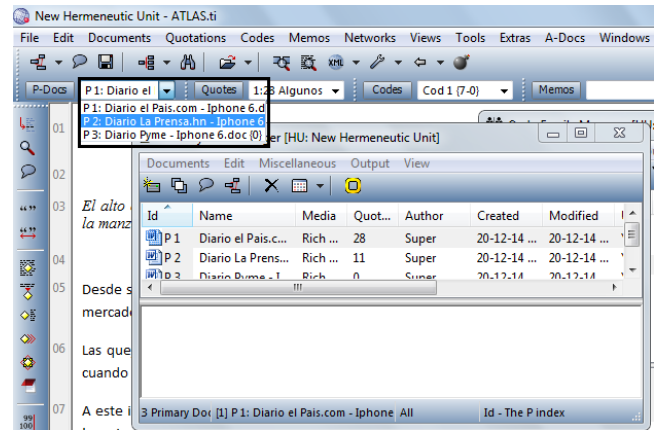 New Hermeneutic Unit - ATLAS.ti
File Edit Documents Quotations Codes Memos Networks Views Tools Extras A-Docs Windows
P-Docs P 1: Diario el Quotes 1:28 Algunos Codes Cod 1 {7-0} Memos
P 1: Diario el Pais.com - Iphone 6.d
P 2: Diario La Prensa.hn - Iphone 6
P 3: Diario Pyme - Iphone 6.doc {0}
er [HU: New Hermeneutic Unit]
Documents Edit Miscellaneous Output View
Id Name Media Quot... Author Created Modified
P 1 Diario el Pais.c... Rich ... 28 Super 20-12-14 ... 20-12-14 ...
P 2 Diario La Prens... Rich ... 11 Super 20-12-14 ... 20-12-14 ...
P 3 Diario Pyme - I... Rich 0 Super 20-12-14 20-12-14
3 Primary Doc [1] P 1: Diario el Pais.com - Iphone All Id - The P index
01
02
03 El alto
la manz
04
05 Desde s
mercad
06 Las que
cuando
07 A este i